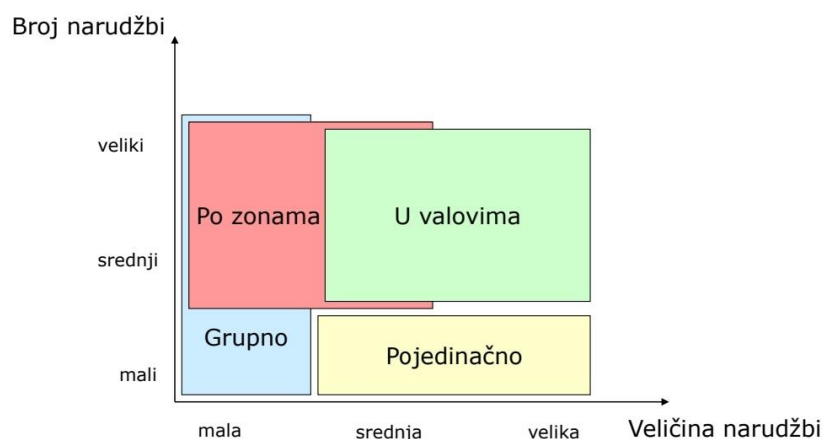 Broj narudžbi
veliki
Po zonama
U valovima
srednji
Grupno
Pojedinačno
mali
mala
srednja
velika
Veličina narudžbi